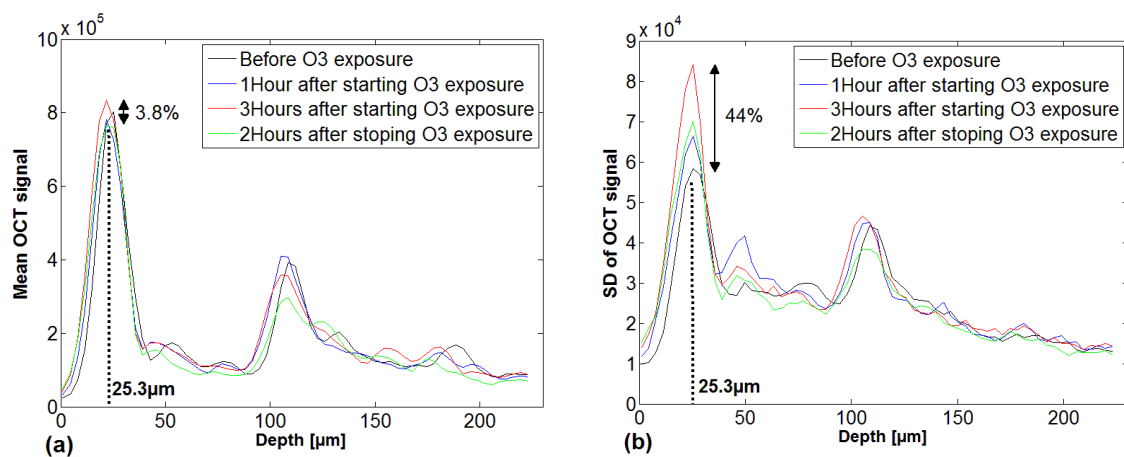 x 10⁵
10
8
6
4
2
0
0 50 100 150 200
Mean OCT signal
Depth [µm]
Before O3 exposure
1Hour after starting O3 exposure
3Hours after starting O3 exposure
2Hours after stoping O3 exposure
3.8%
25.3µm
(a)
x 10⁴
9
8
7
6
5
4
3
2
1
0
0 50 100 150 200
SD of OCT signal
Depth [µm]
Before O3 exposure
1Hour after starting O3 exposure
3Hours after starting O3 exposure
2Hours after stoping O3 exposure
44%
25.3µm
(b)